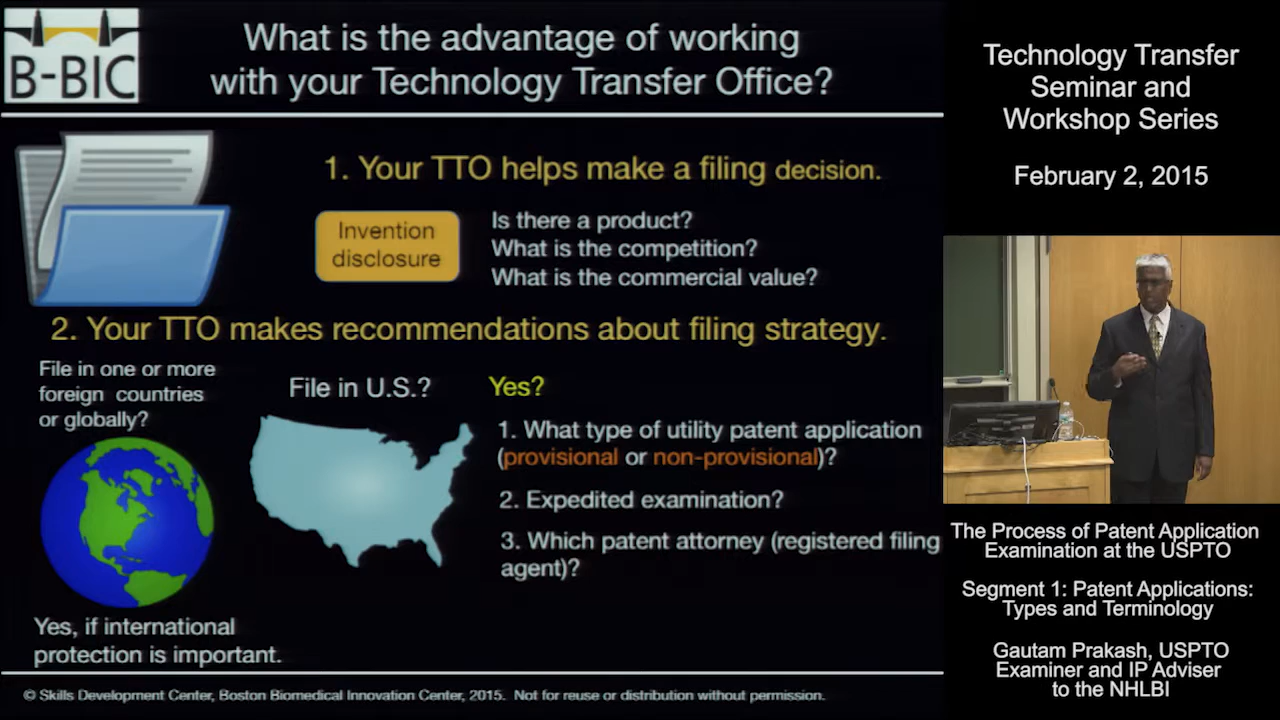 B-BIC
What is the advantage of working
with your Technology Transfer Office?
1. Your TTO helps make a filing decision.
Invention
disclosure
Is there a product?
What is the competition?
What is the commercial value?
2. Your TTO makes recommendations about filing strategy.
File in one or more
foreign countries
or globally?
Yes, if international
protection is important.
File in U.S.?
Yes?
1. What type of utility patent application
(provisional or non-provisional)?
2. Expedited examination?
3. Which patent attorney (registered filing
agent)?
© Skills Development Center, Boston Biomedical Innovation Center, 2015. Not for reuse or distribution without permission.
Technology Transfer
Seminar and
Workshop Series
February 2, 2015
The Process of Patent Application
Examination at the USPTO
Segment 1: Patent Applications:
Types and Terminology
Gautam Prakash, USPTO
Examiner and IP Adviser
to the NHLBI